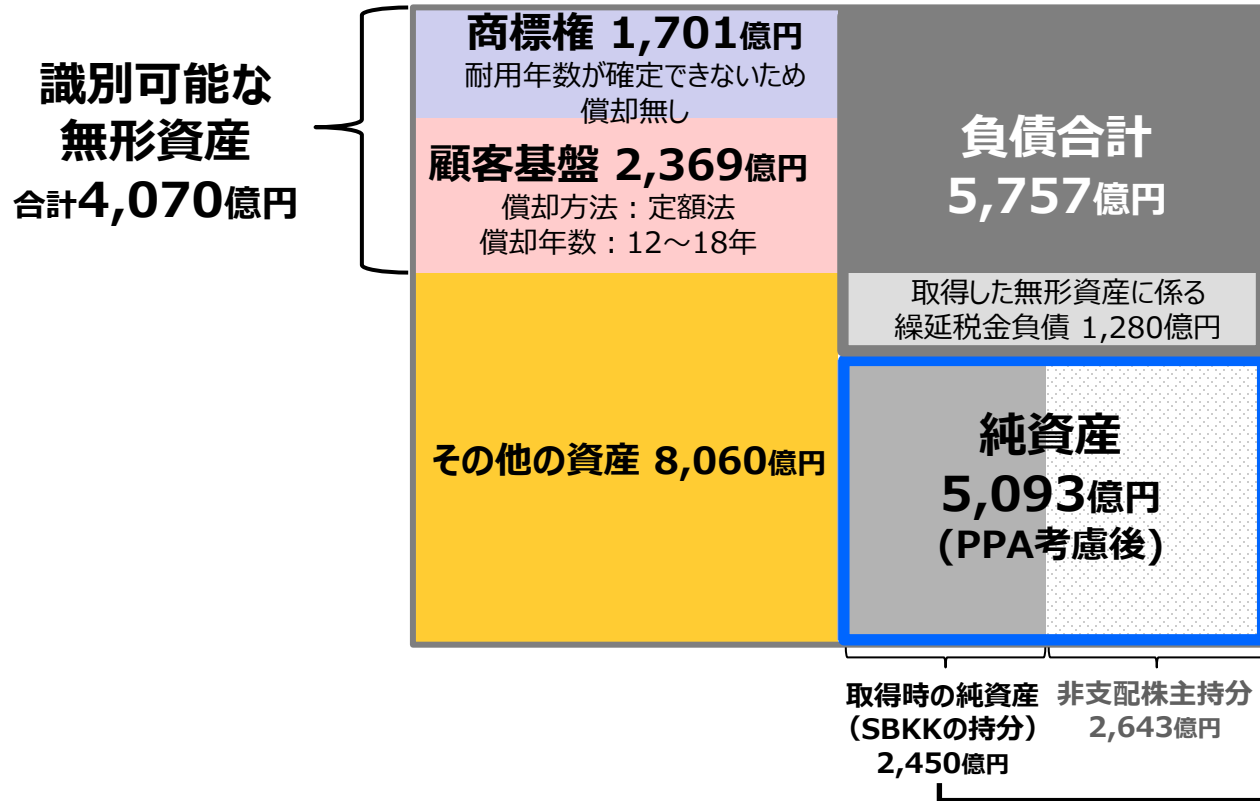 識別可能な
無形資産
合計4,070億円
商標権 1,701億円
耐用年数が確定できないため
償却無し
顧客基盤 2,369億円
償却方法：定額法
償却年数：12～18年
その他の資産 8,060億円
負債合計
5,757億円
取得した無形資産に係る
繰延税金負債 1,280億円
純資産
5,093億円
(PPA考慮後)
取得時の純資産
（SBKKの持分）
2,450億円
非支配株主持分
2,643億円